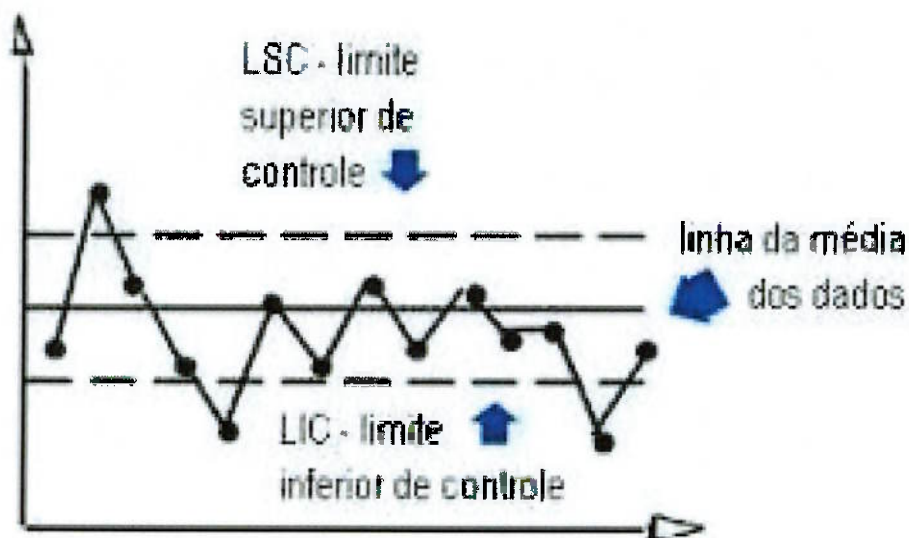 LSC - limite
superior de
controle
linha da média
dos dados
LIC - limite
inferior de controle